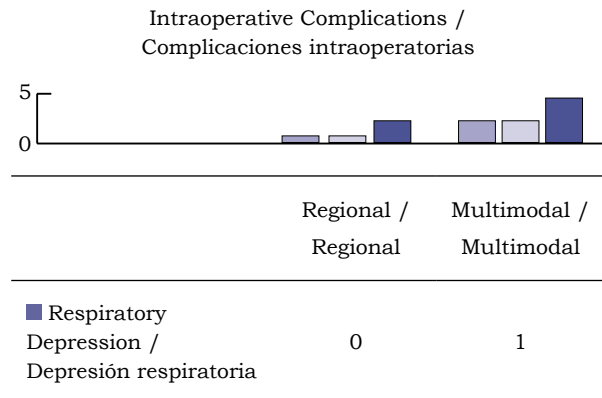 Intraoperative Complications /
Complicaciones intraoperatorias
5
0
Regional / Multimodal /
Regional Multimodal
Respiratory
Depression / 0 1
Depresión respiratoria